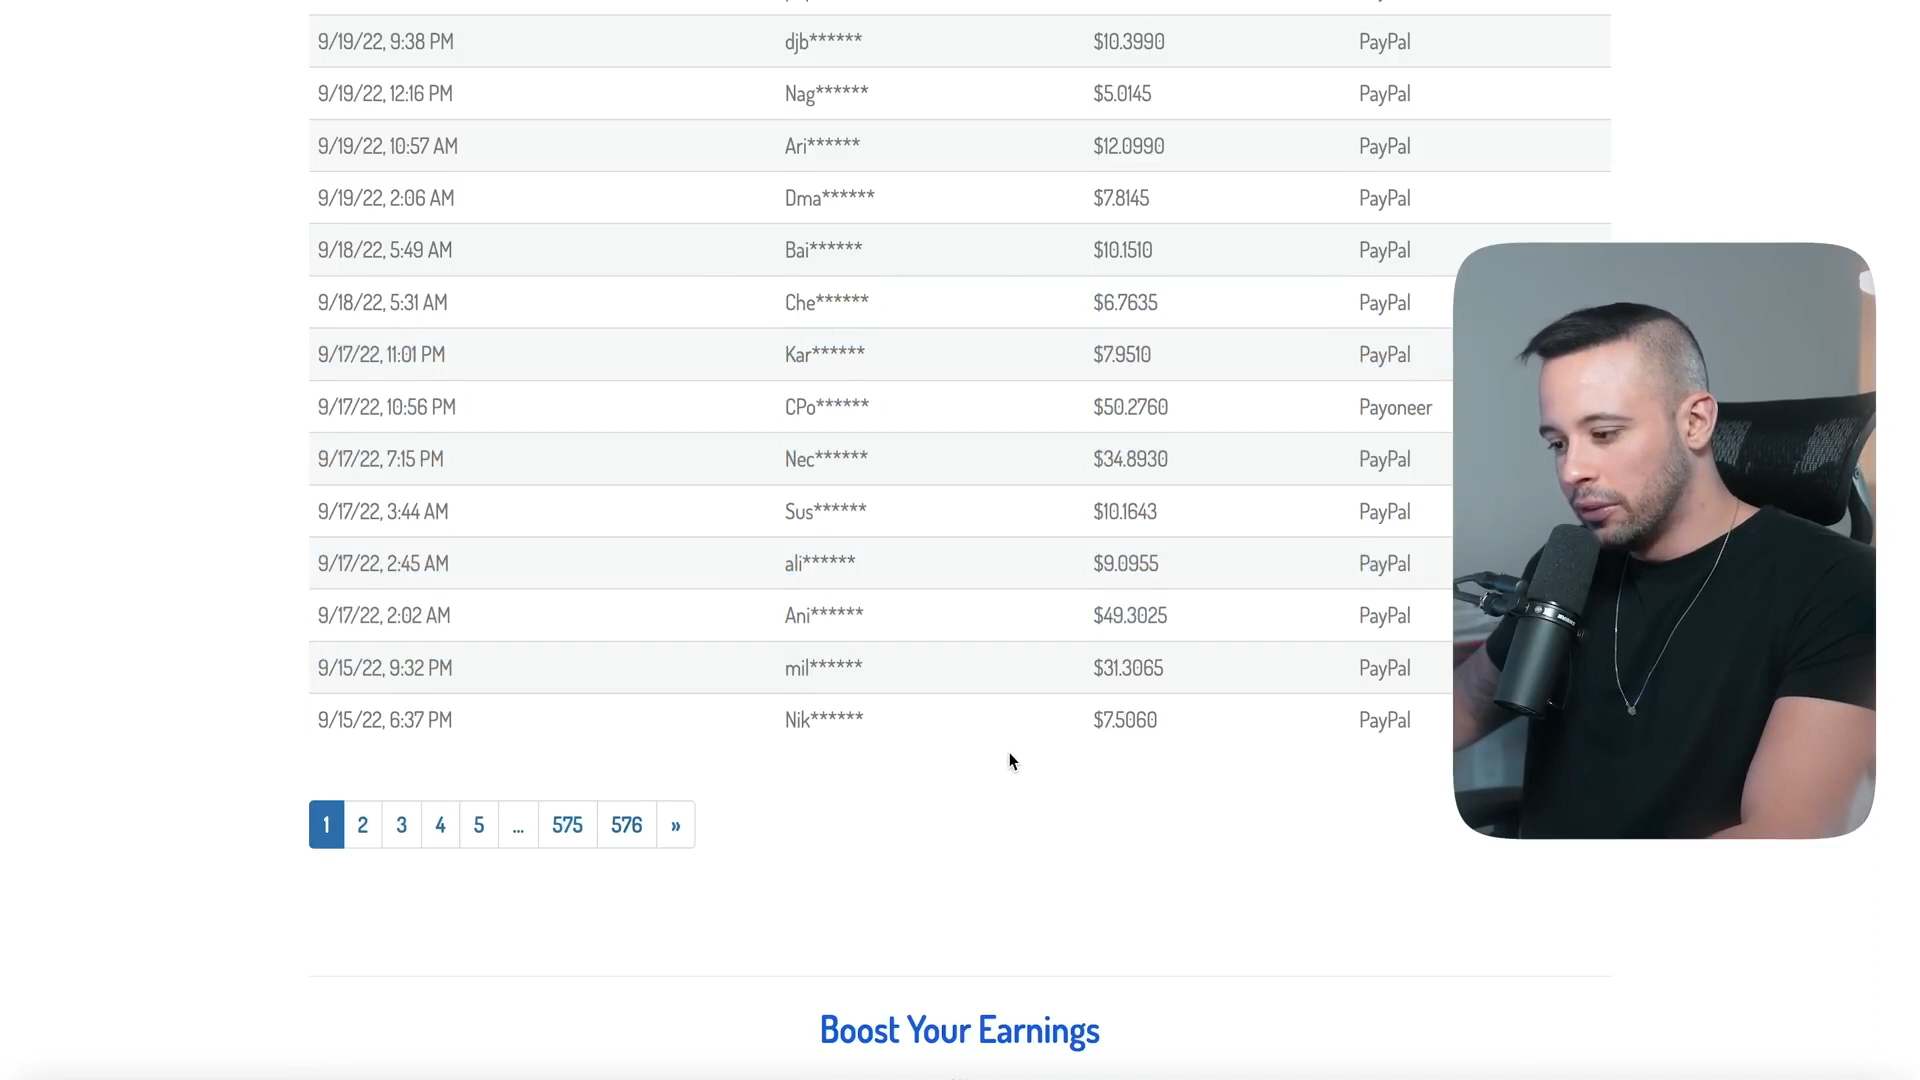 9/19/22, 9:38 PM djb****** $10.3990 PayPal
9/19/22, 12:16 PM Nag****** $5.0145 PayPal
9/19/22, 10:57 AM Ari****** $12.0990 PayPal
9/19/22, 2:06 AM Dma****** $7.8145 PayPal
9/18/22, 5:49 AM Bai****** $10.1510 PayPal
9/18/22, 5:31 AM Che****** $6.7635 PayPal
9/17/22, 11:01 PM Kar****** $7.9510 PayPal
9/17/22, 10:56 PM CPo****** $50.2760 Payoneer
9/17/22, 7:15 PM Nec****** $34.8930 PayPal
9/17/22, 3:44 AM Sus****** $10.1643 PayPal
9/17/22, 2:45 AM ali****** $9.0955 PayPal
9/17/22, 2:02 AM Ani****** $49.3025 PayPal
9/15/22, 9:32 PM mil****** $31.3065 PayPal
9/15/22, 6:37 PM Nik****** $7.5060 PayPal
1 2 3 4 5 ... 575 576 »
Boost Your Earnings